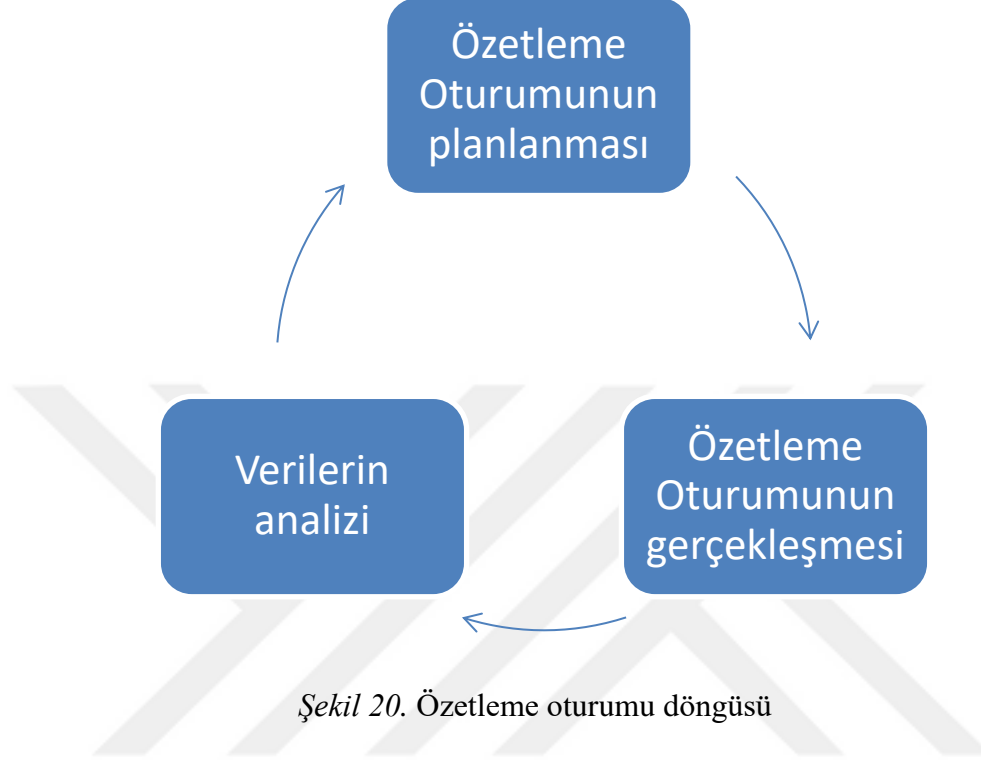 Özetleme
Oturumunun
planlanması
Verilerin
analizi
Özetleme
Oturumunun
gerçekleşmesi
Şekil 20. Özetleme oturumu döngüsü